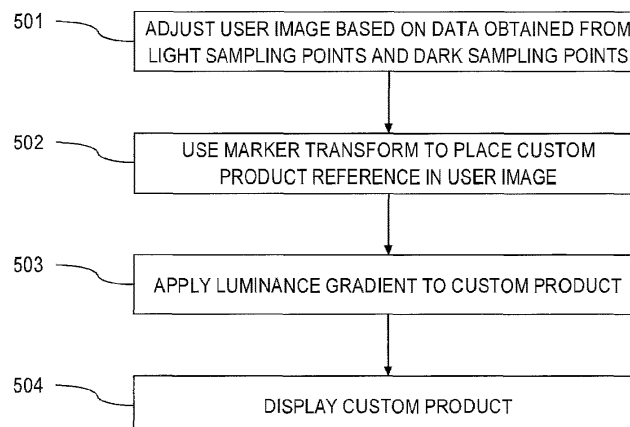 501
ADJUST USER IMAGE BASED ON DATA OBTAINED FROM
LIGHT SAMPLING POINTS AND DARK SAMPLING POINTS
502
USE MARKER TRANSFORM TO PLACE CUSTOM
PRODUCT REFERENCE IN USER IMAGE
503
APPLY LUMINANCE GRADIENT TO CUSTOM PRODUCT
504
DISPLAY CUSTOM PRODUCT